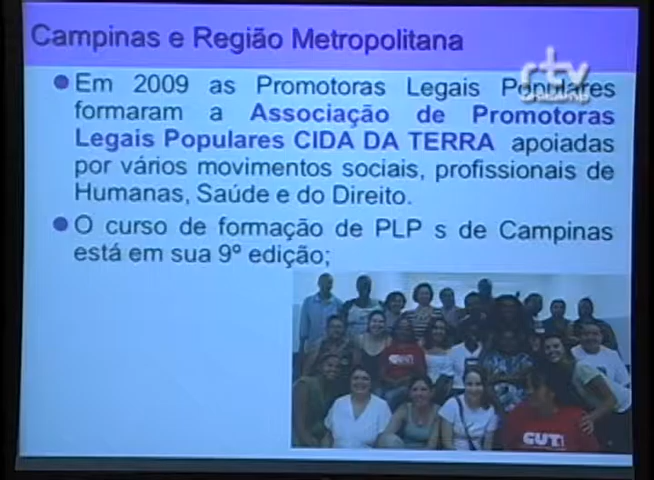 Campinas e Região Metropolitana
rtv
Em 2009 as Promotoras Legais Populares
formaram a Associação de Promotoras
Legais Populares CIDA DA TERRA apoiadas
por vários movimentos sociais, profissionais de
Humanas, Saúde e do Direito.
O curso de formação de PLP s de Campinas
está em sua 9º edição;
CUT